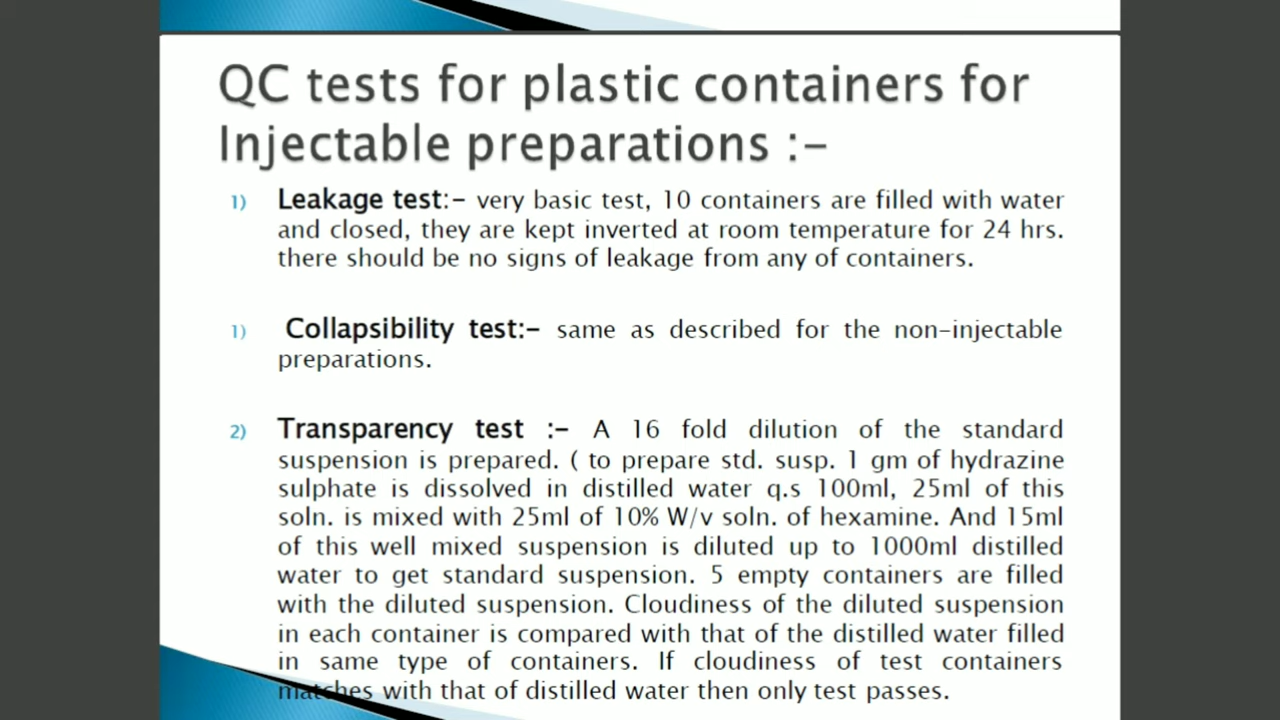 QC tests for plastic containers for
Injectable preparations :-
1) Leakage test:- very basic test, 10 containers are filled with water
and closed, they are kept inverted at room temperature for 24 hrs.
there should be no signs of leakage from any of containers.
1) Collapsibility test:- same as described for the non-injectable
preparations.
2) Transparency test :- A 16 fold dilution of the standard
suspension is prepared. ( to prepare std. susp. 1 gm of hydrazine
sulphate is dissolved in distilled water q.s 100ml, 25ml of this
soln. is mixed with 25ml of 10% W/v soln. of hexamine. And 15ml
of this well mixed suspension is diluted up to 1000ml distilled
water to get standard suspension. 5 empty containers are filled
with the diluted suspension. Cloudiness of the diluted suspension
in each container is compared with that of the distilled water filled
in same type of containers. If cloudiness of test containers
matches with that of distilled water then only test passes.